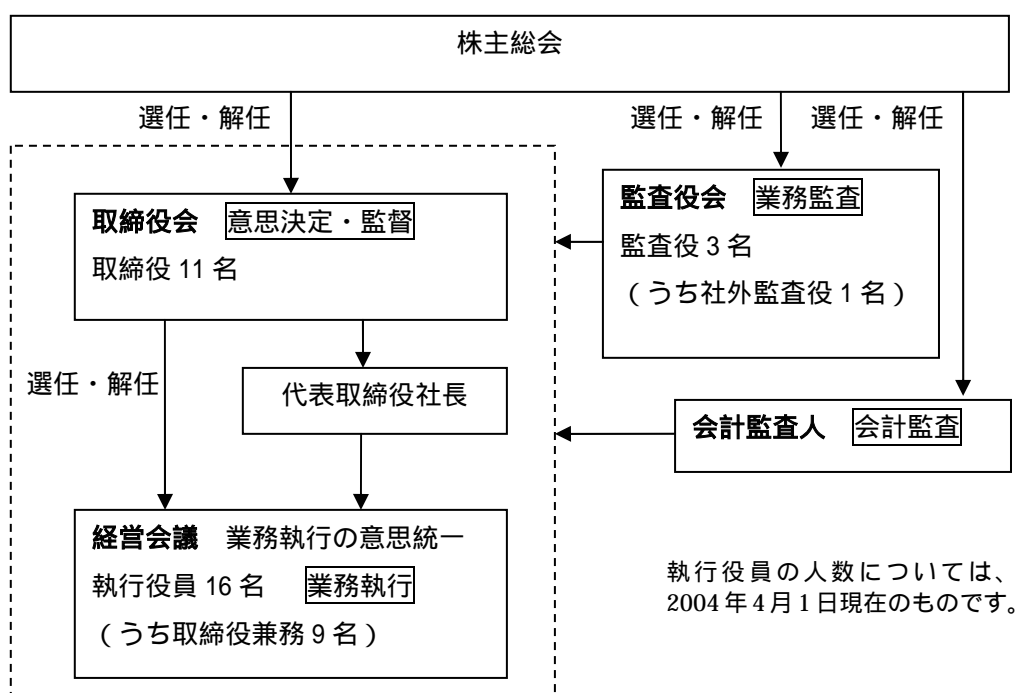 株主総会
選任・解任
選任・解任
選任・解任
取締役会 意思決定・監督
取締役 11 名
監査役会 業務監査
監査役 3 名
(うち社外監査役 1 名)
選任・解任
代表取締役社長
会計監査人 会計監査
経営会議 業務執行の意思統一
執行役員 16 名 業務執行
(うち取締役兼務 9 名)
執行役員の人数については、
2004 年 4 月 1 日現在のものです。